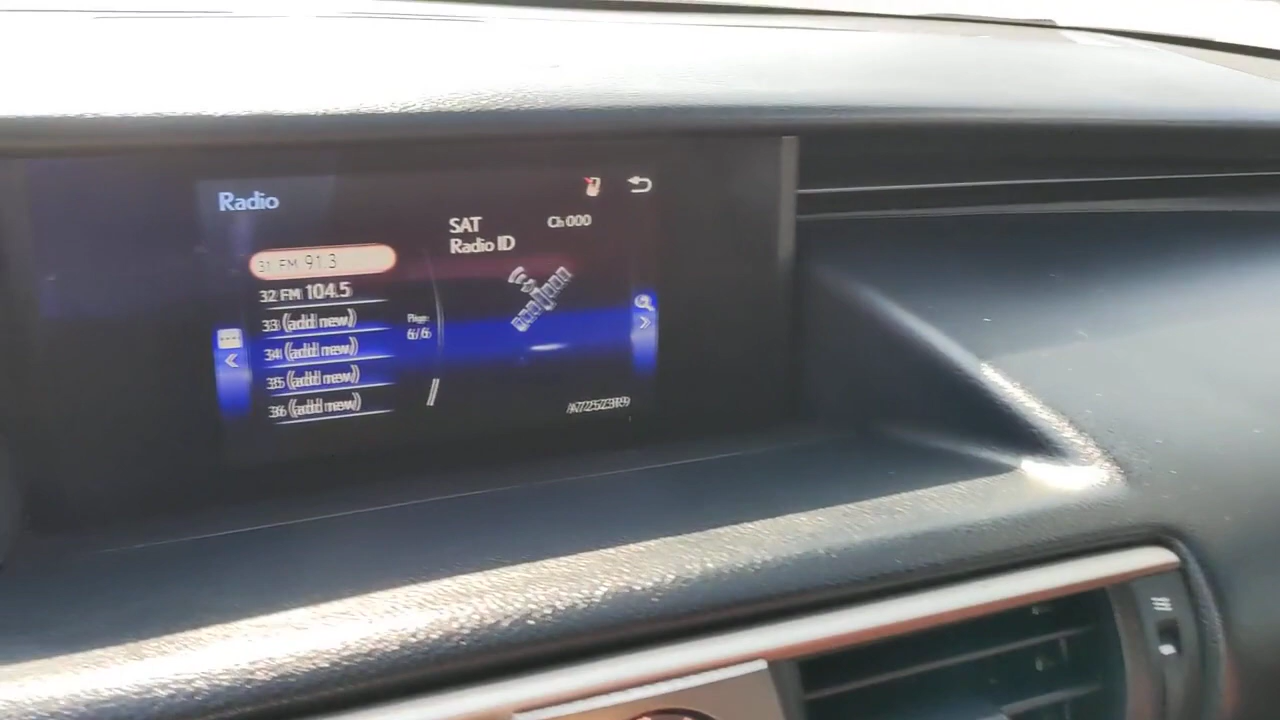 Radio
SAT Ch 000
Radio ID
31 FM 91.3
32 FM 104.5
33 (add new)
34 (add new)
35 (add new)
36 (add new)
Page
6/6